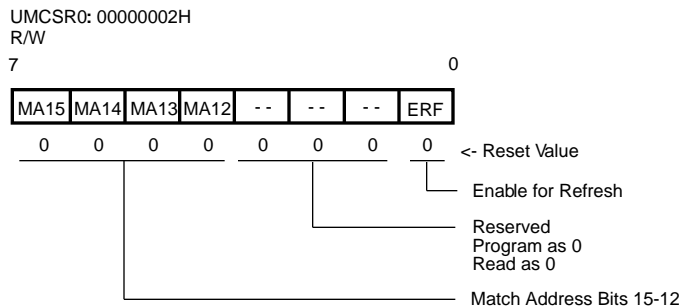 UMCSR0: 00000002H
R/W
7 0
MA15 MA14 MA13 MA12 - - - - - - ERF
0 0 0 0 0 0 0 0 <- Reset Value
Enable for Refresh
Reserved
Program as 0
Read as 0
Match Address Bits 15-12